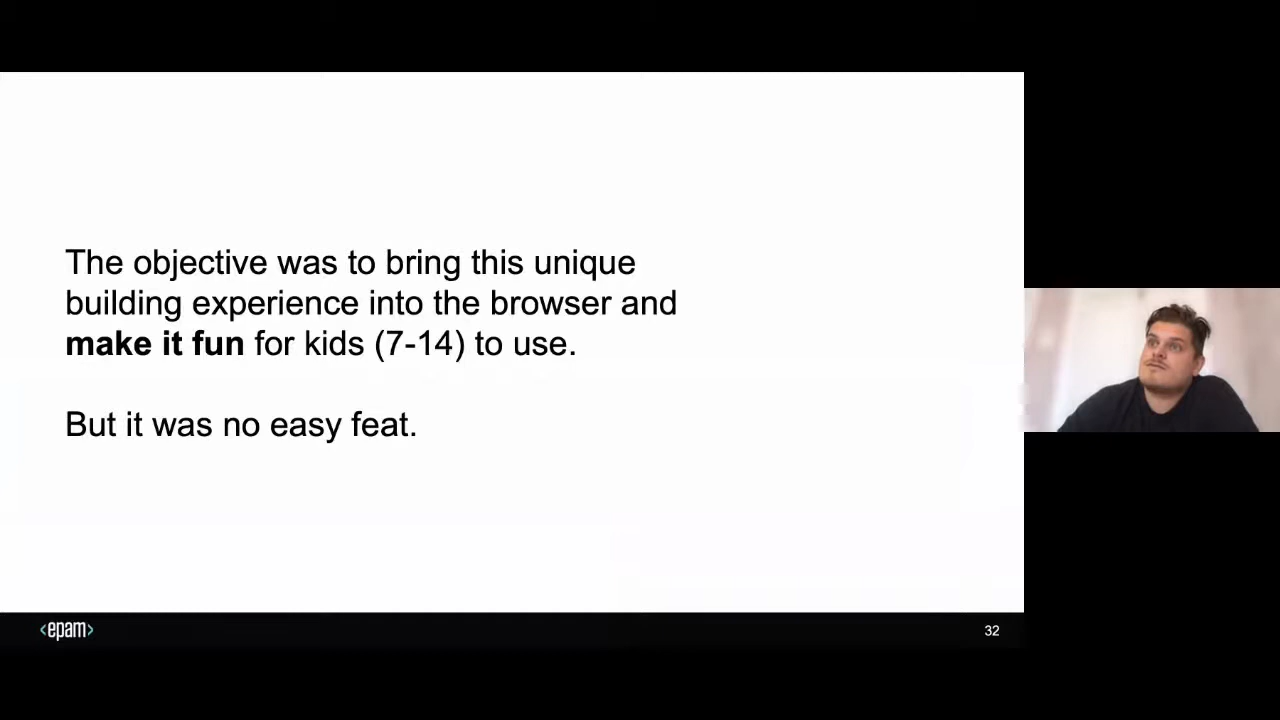 The objective was to bring this unique
building experience into the browser and
make it fun for kids (7-14) to use.
But it was no easy feat.
<epam>
32